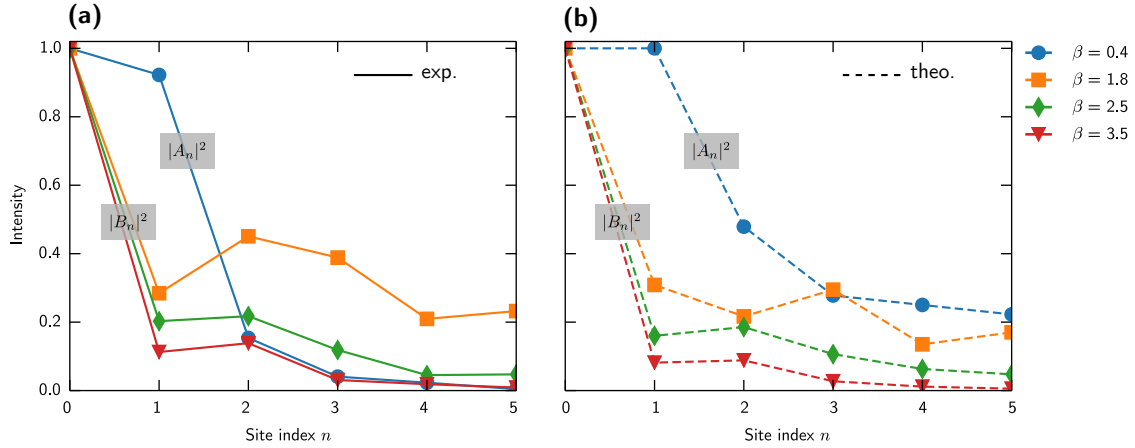 (a)
(b)
1.0
0.8
0.6
0.4
0.2
0.0
Intensity
exp.
|A_n|^2
|B_n|^2
0 1 2 3 4 5
Site index n
theo.
|A_n|^2
|B_n|^2
0 1 2 3 4 5
Site index n
β = 0.4
β = 1.8
β = 2.5
β = 3.5